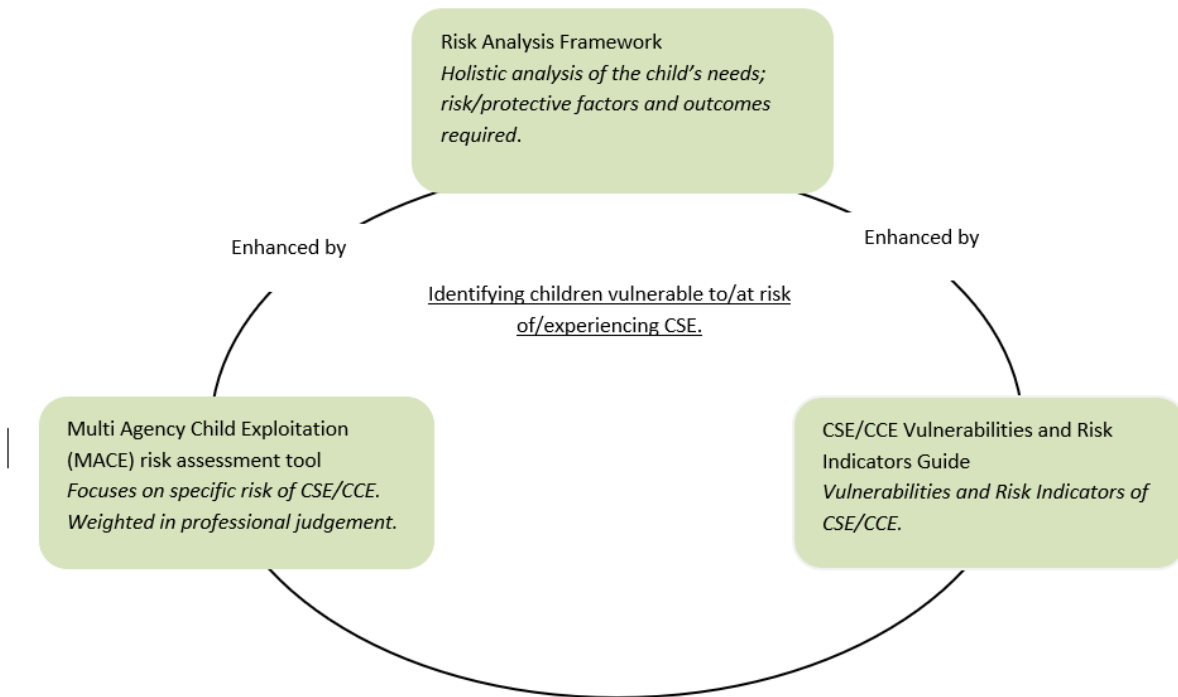 Risk Analysis Framework
Holistic analysis of the child’s needs;
risk/protective factors and outcomes
required.
Enhanced by
Enhanced by
Identifying children vulnerable to/at risk
of/experiencing CSE.
Multi Agency Child Exploitation
(MACE) risk assessment tool
Focuses on specific risk of CSE/CCE.
Weighted in professional judgement.
CSE/CCE Vulnerabilities and Risk
Indicators Guide
Vulnerabilities and Risk Indicators of
CSE/CCE.